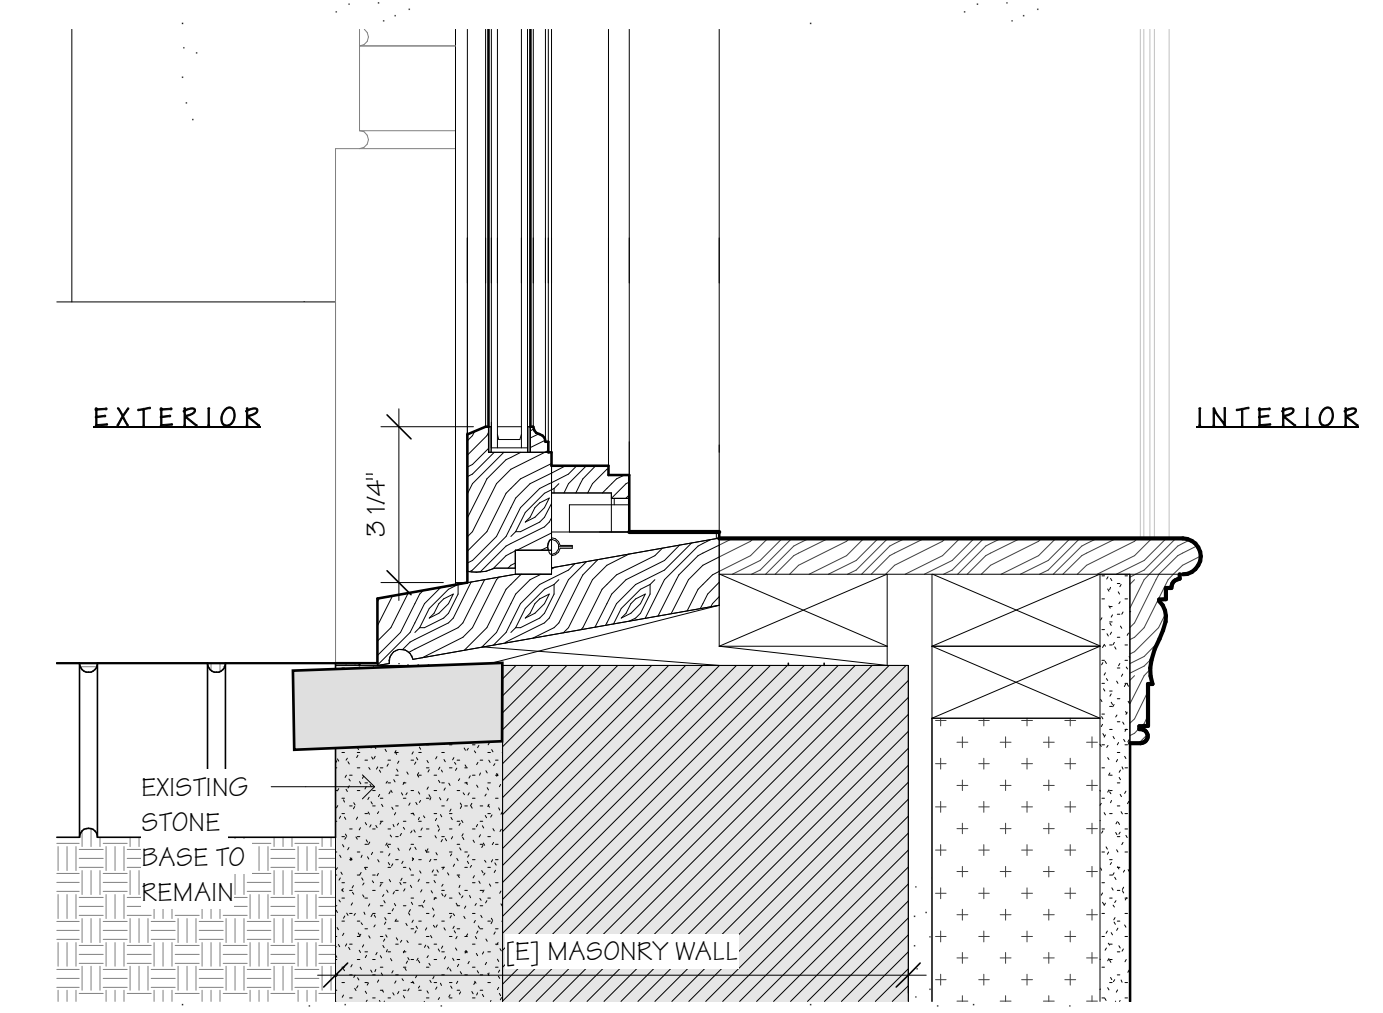 EXTERIOR
INTERIOR
3 1/4"
EXISTING
STONE
BASE TO
REMAIN
[E] MASONRY WALL